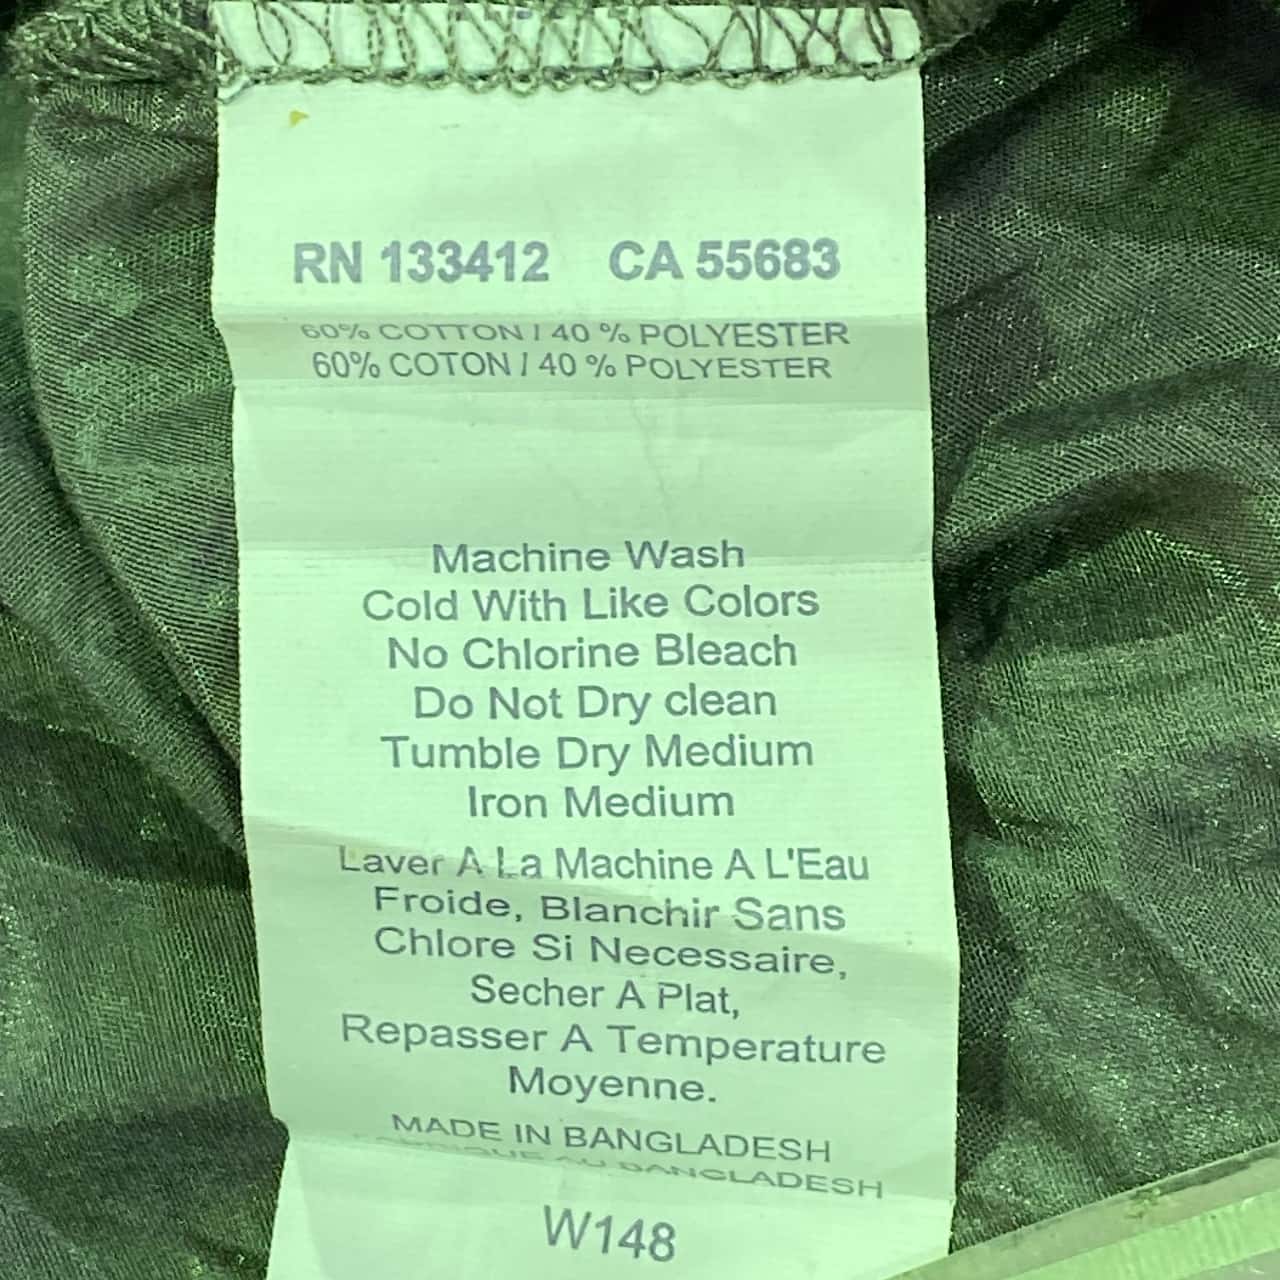 RN 133412 CA 55683
60% COTTON / 40 % POLYESTER
60% COTON / 40 % POLYESTER
Machine Wash
Cold With Like Colors
No Chlorine Bleach
Do Not Dry clean
Tumble Dry Medium
Iron Medium
Laver A La Machine A L'Eau
Froide, Blanchir Sans
Chlore Si Necessaire,
Secher A Plat,
Repasser A Temperature
Moyenne.
MADE IN BANGLADESH
AU BANGLADESH
W148